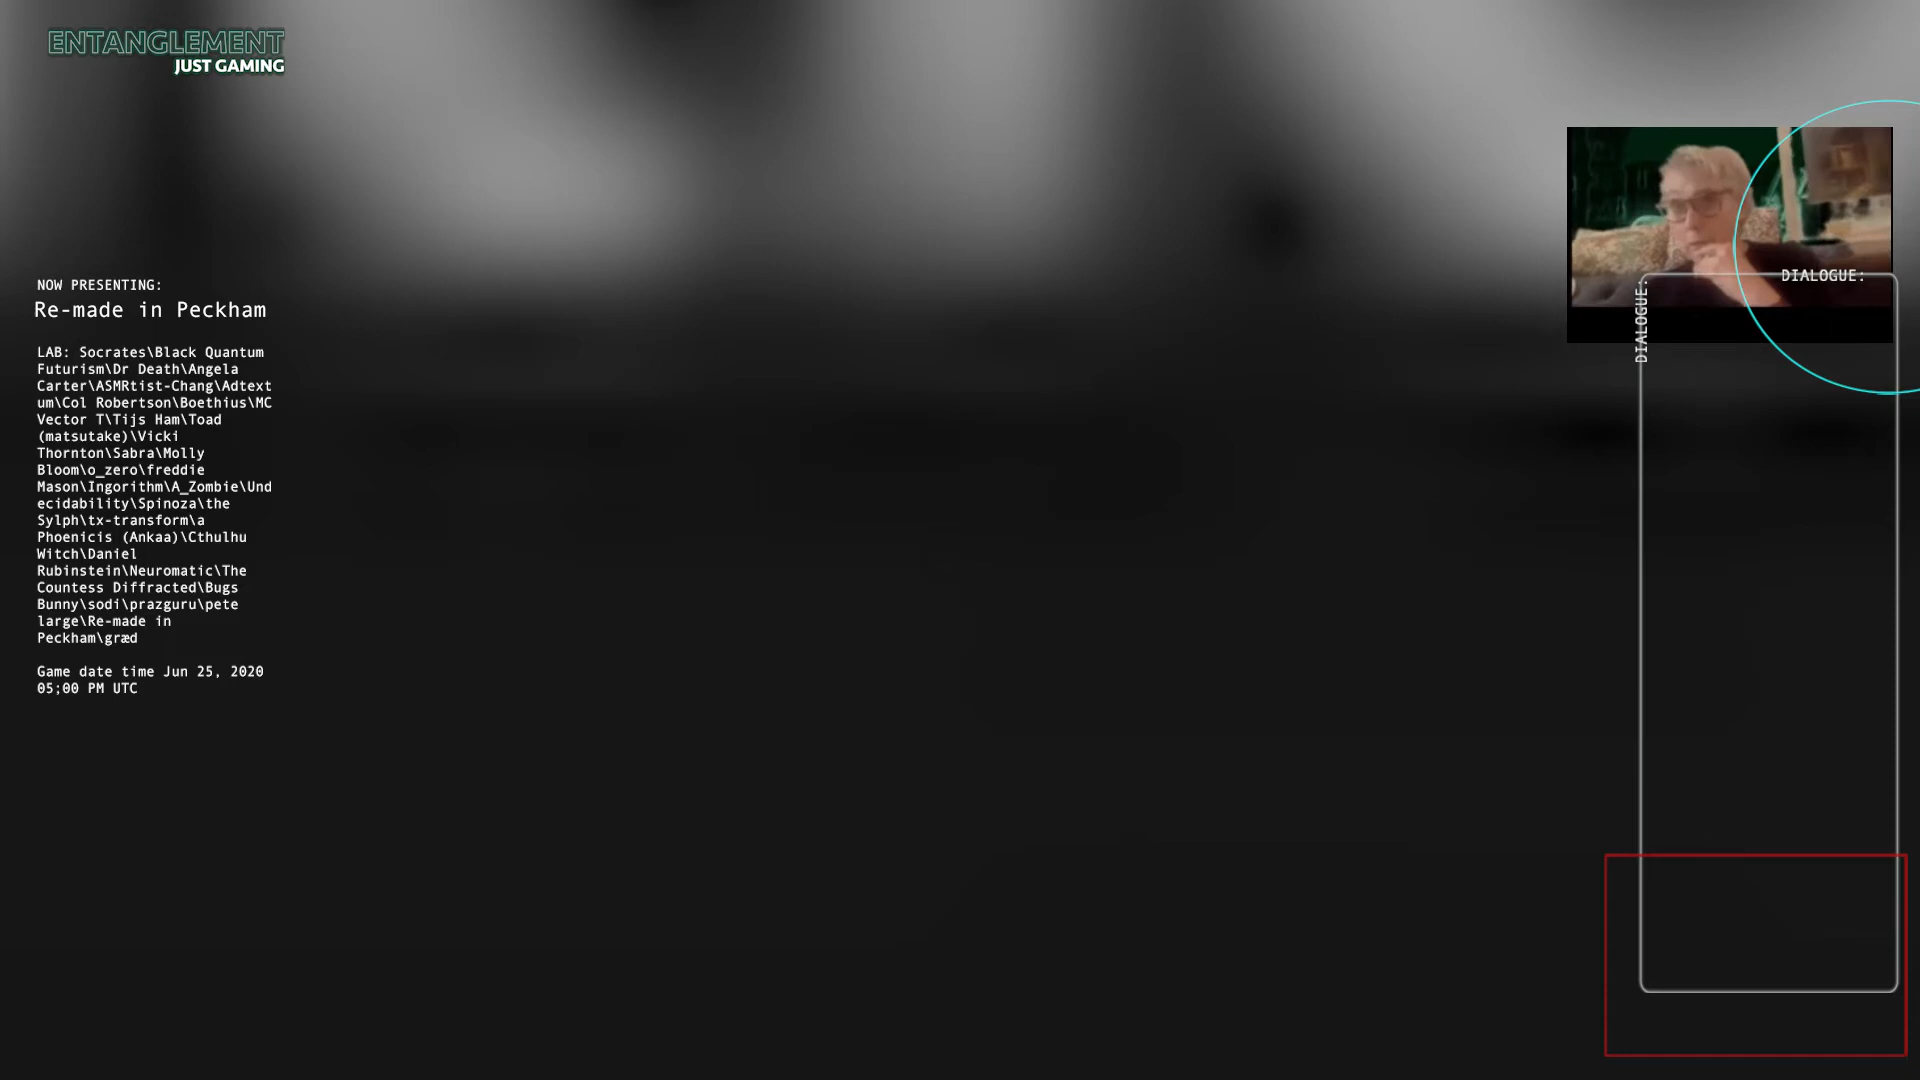 ENTANGLEMENT
JUST GAMING
NOW PRESENTING:
Re-made in Peckham
LAB: Socrates\Black Quantum
Futurism\Dr Death\Angela
Carter\ASMRtist-Chang\Adtext
um\Col Robertson\Boethius\MC
Vector T\Tijs Ham\Toad
(matsutake)\Vicki
Thornton\Sabra\Molly
Bloom\o_zero\freddie
Mason\Ingorithm\A_Zombie\Und
ecidability\Spinoza\the
Sylph\tx-transform\a
Phoenicis (Ankaa)\Cthulhu
Witch\Daniel
Rubinstein\Neuromatic\The
Countess Diffracted\Bugs
Bunny\sodi\prazguru\pete
large\Re-made in
Peckham\græd
Game date time Jun 25, 2020
05;00 PM UTC
DIALOGUE:
DIALOGUE: